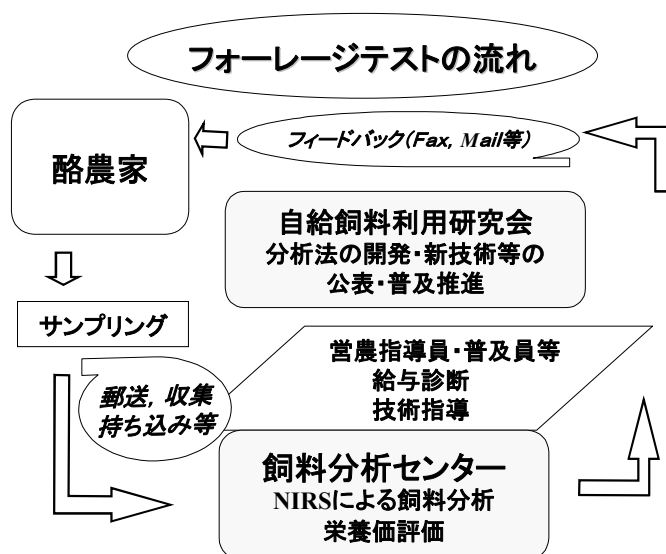 フォーレージテストの流れ
酪農家
フィードバック(Fax, Mail等)
自給飼料利用研究会
分析法の開発・新技術等の
公表・普及推進
サンプリング
郵送, 収集
持ち込み等
営農指導員・普及員等
給与診断
技術指導
飼料分析センター
NIRSによる飼料分析
栄養価評価